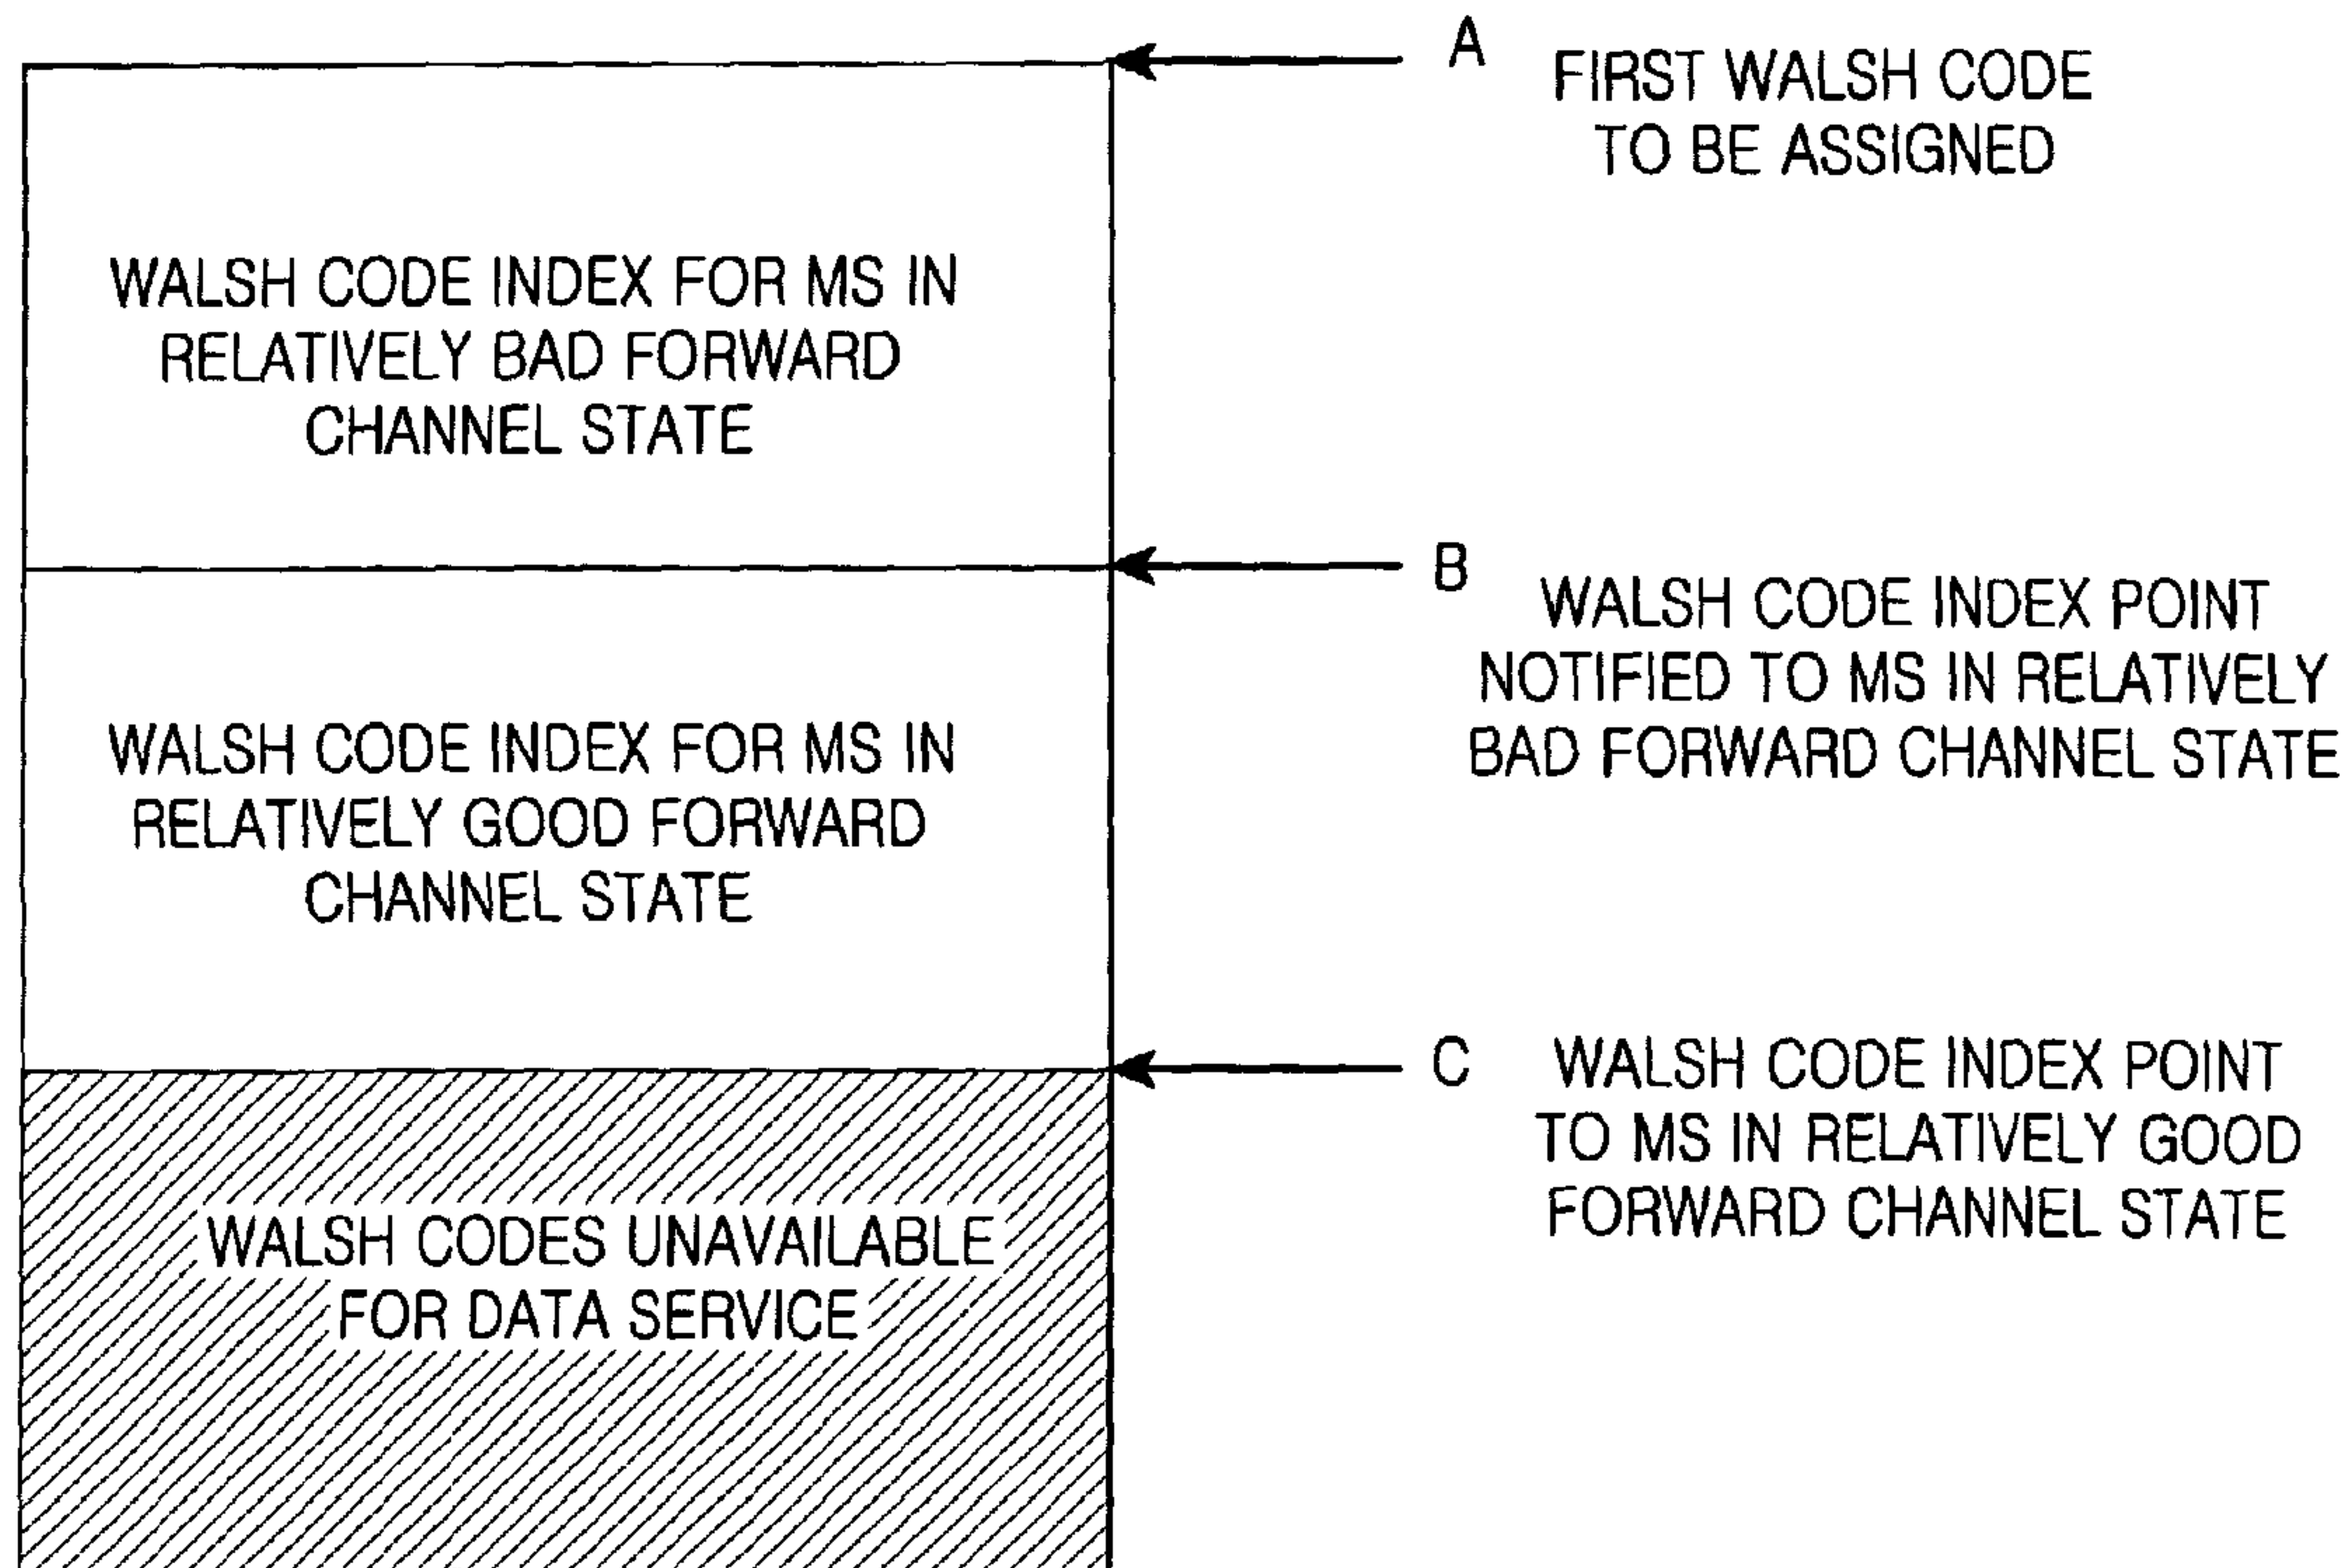 A
FIRST WALSH CODE
TO BE ASSIGNED
WALSH CODE INDEX FOR MS IN
RELATIVELY BAD FORWARD
CHANNEL STATE
B
WALSH CODE INDEX POINT
NOTIFIED TO MS IN RELATIVELY
BAD FORWARD CHANNEL STATE
WALSH CODE INDEX FOR MS IN
RELATIVELY GOOD FORWARD
CHANNEL STATE
C
WALSH CODE INDEX POINT
TO MS IN RELATIVELY GOOD
FORWARD CHANNEL STATE
WALSH CODES UNAVAILABLE
FOR DATA SERVICE